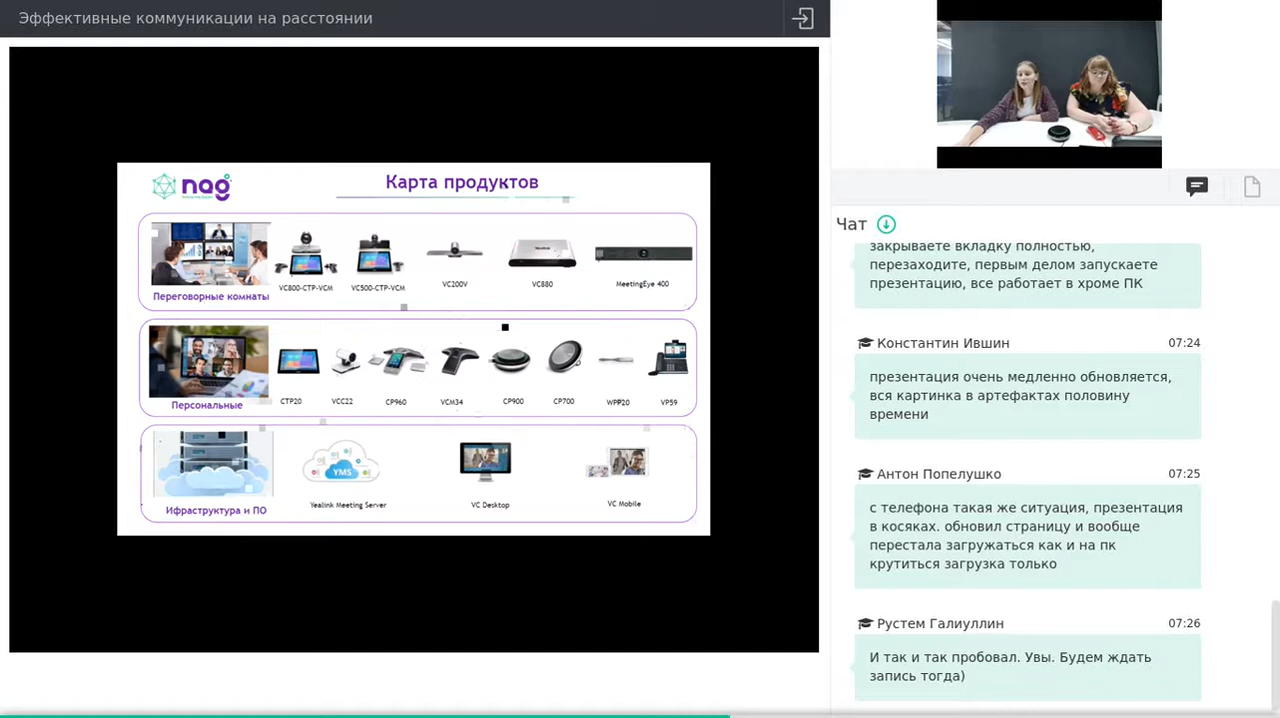 Эффективные коммуникации на расстоянии
nag
Карта продуктов
Переговорные комнаты
VC800-CTP-VCM
VC500-CTP-VCM
VC200V
VC880
MeetingEye 400
Персональные
CTP20
VCC22
CP960
VCM34
CP900
CP700
WPP20
VP59
Ифраструктура и ПО
YMS
Yealink Meeting Server
VC Desktop
VC Mobile
Чат
закрываете вкладку полностью,
перезаходите, первым делом запускаете
презентацию, все работает в хроме ПК
Константин Ившин 07:24
презентация очень медленно обновляется,
вся картинка в артефактах половину
времени
Антон Попелушко 07:25
с телефона такая же ситуация, презентация
в косяках. обновил страницу и вообще
перестала загружаться как и на пк
крутиться загрузка только
Рустем Галиуллин 07:26
И так и так пробовал. Увы. Будем ждать
запись тогда)